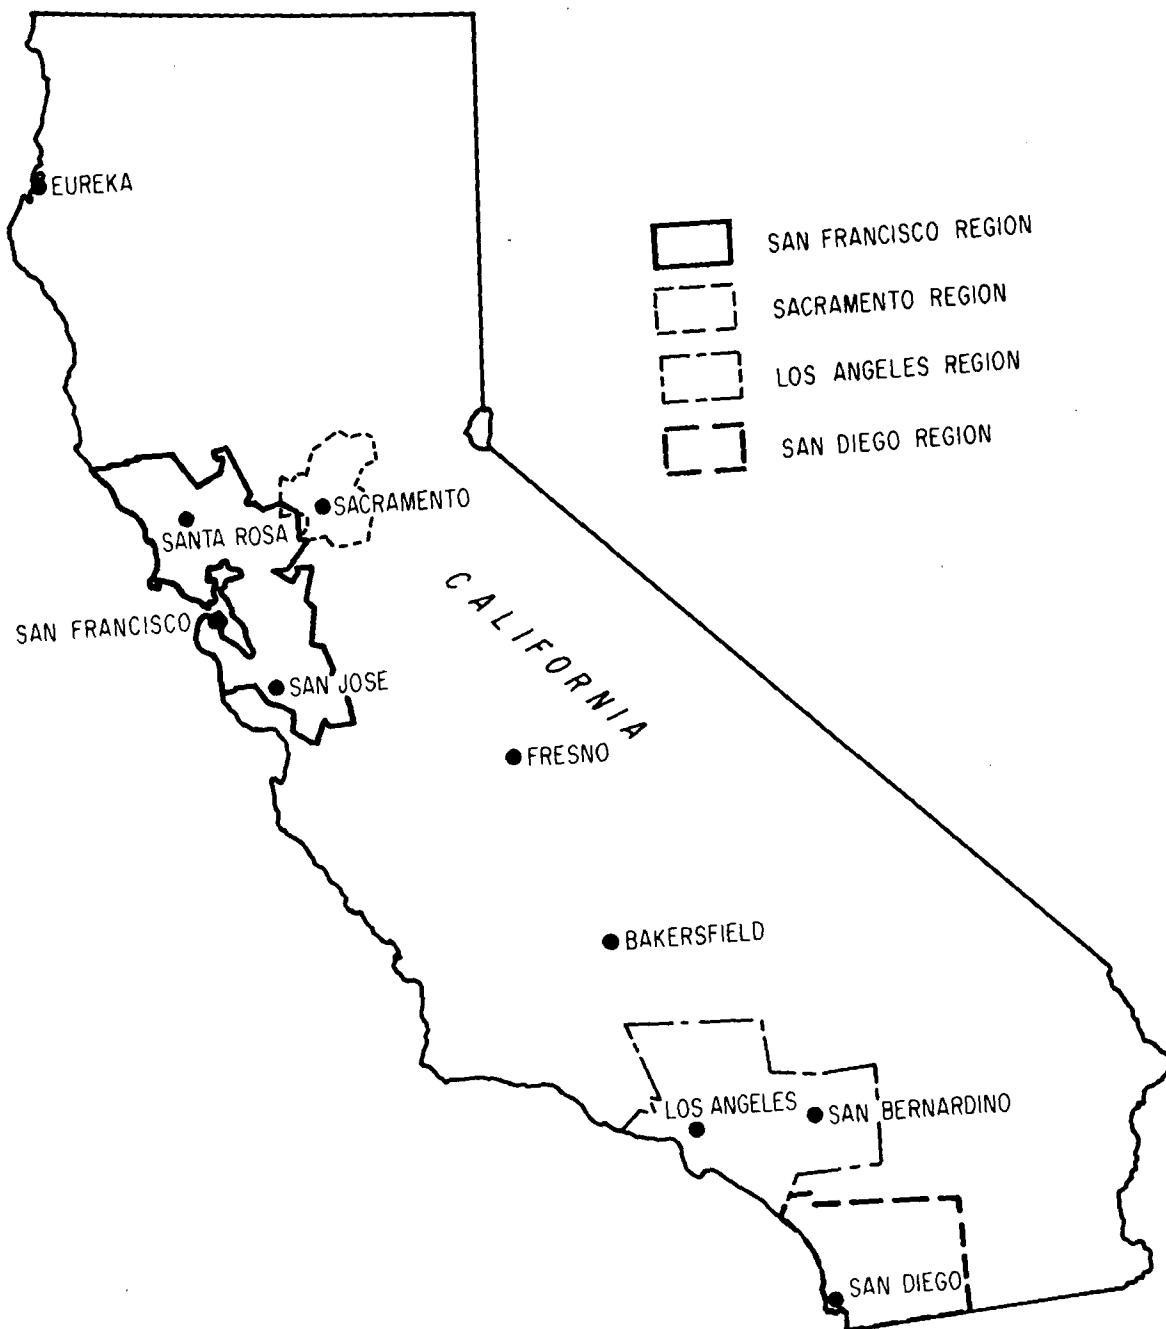 EUREKA
SAN FRANCISCO REGION
SACRAMENTO REGION
LOS ANGELES REGION
SAN DIEGO REGION
SACRAMENTO
SANTA ROSA
CALIFORNIA
SAN FRANCISCO
SAN JOSE
FRESNO
BAKERSFIELD
LOS ANGELES
SAN BERNARDINO
SAN DIEGO